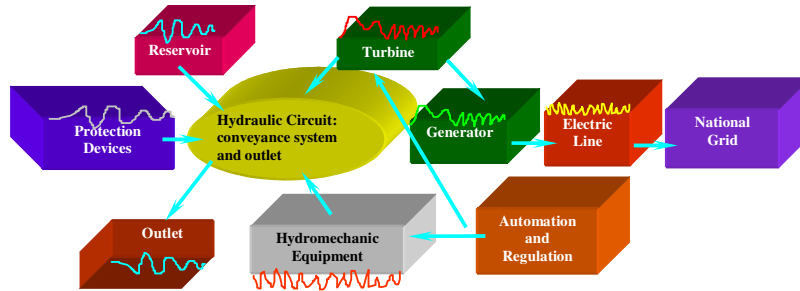 Reservoir
Turbine
Protection
Devices
Hydraulic Circuit:
conveyance system
and outlet
Generator
Electric
Line
National
Grid
Outlet
Hydromechanic
Equipment
Automation
and
Regulation